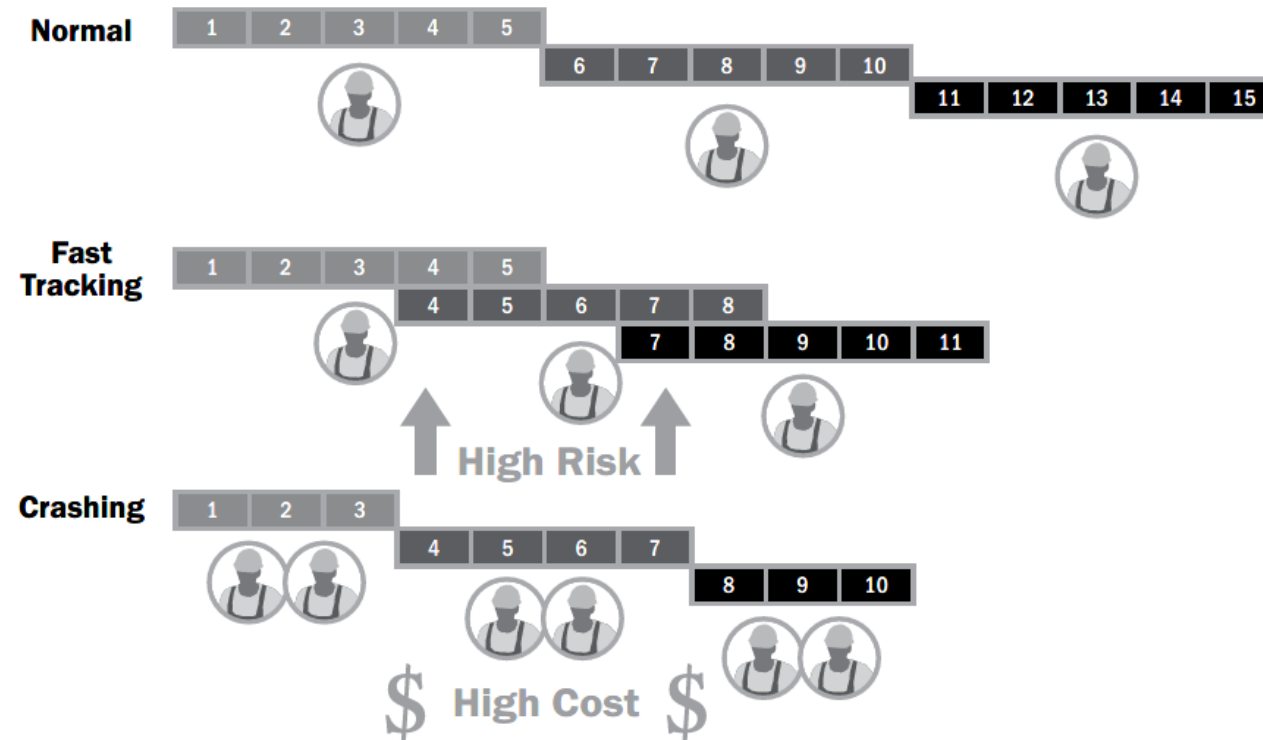 Normal
1 2 3 4 5
6 7 8 9 10
11 12 13 14 15
Fast
Tracking
1 2 3 4 5
4 5 6 7 8
7 8 9 10 11
High Risk
Crashing
1 2 3
4 5 6 7
8 9 10
$ High Cost $